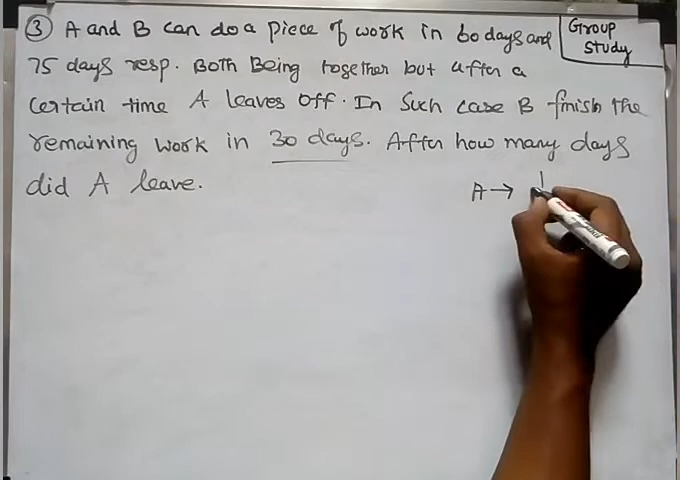 ③ A and B can do a piece of work in 60 days and
75 days resp. Both Being together but after a
certain time A leaves off. In such case B finish the
remaining work in 30 days. After how many days
did A leave.
Group
Study
A → 1